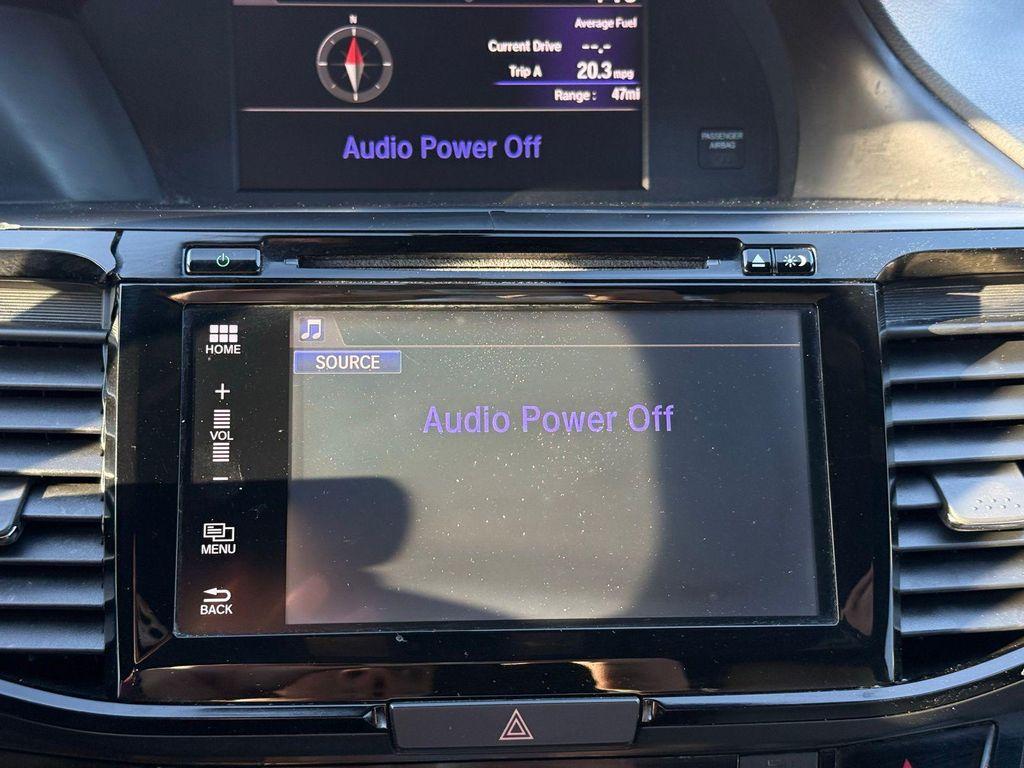 Average Fuel
N
Current Drive --.-
Trip A 20.3 mpg
Range : 47mi
Audio Power Off
PASSENGER
AIRBAG
HOME
SOURCE
+
VOL
-
Audio Power Off
MENU
BACK